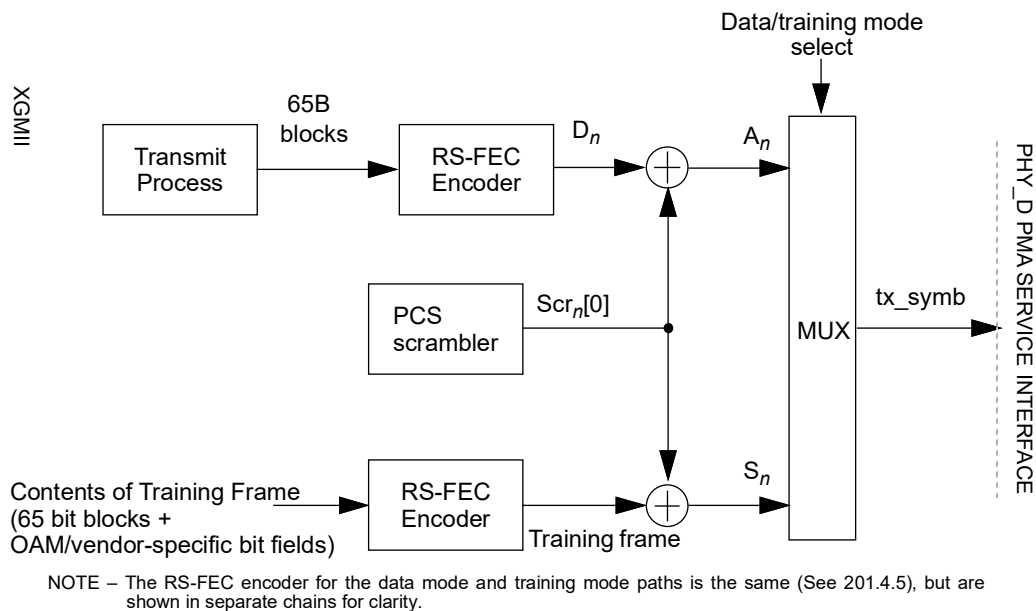 Data/training mode
select
XGMII
65B
blocks
Transmit
Process
RS-FEC
Encoder
Dn
An
PCS
scrambler
Scrn[0]
MUX
tx_symb
PHY_D PMA SERVICE INTERFACE
Contents of Training Frame
(65 bit blocks +
OAM/vendor-specific bit fields)
RS-FEC
Encoder
Training frame
Sn
NOTE – The RS-FEC encoder for the data mode and training mode paths is the same (See 201.4.5), but are
shown in separate chains for clarity.